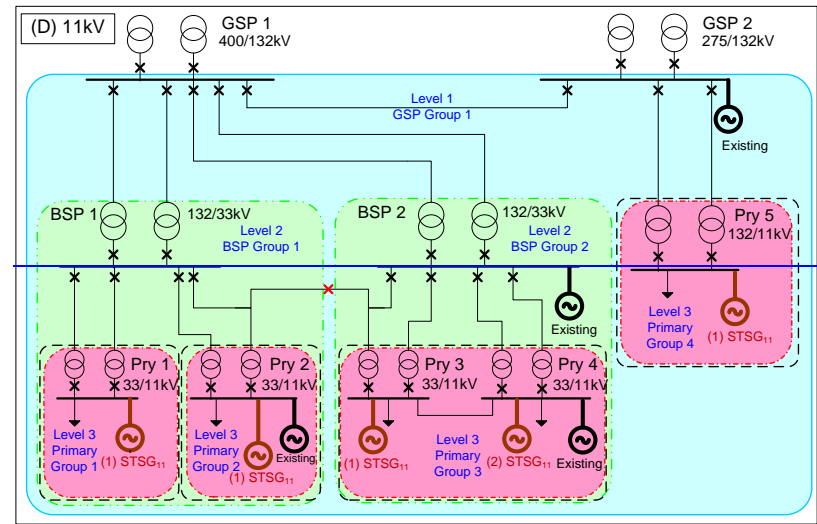 (D) 11kV
GSP 1
400/132kV
GSP 2
275/132kV
Level 1
GSP Group 1
Existing
BSP 1
132/33kV
Level 2
BSP Group 1
BSP 2
132/33kV
Level 2
BSP Group 2
Pry 5
132/11kV
Existing
Level 3
Primary
Group 4
(1) STSG₁₁
Pry 1
33/11kV
Pry 2
33/11kV
Pry 3
33/11kV
Pry 4
33/11kV
Level 3
Primary
Group 1
(1) STSG₁₁
Level 3
Primary
Group 2
(1) STSG₁₁
Existing
(1) STSG₁₁
Level 3
Primary
Group 3
(2) STSG₁₁
Existing